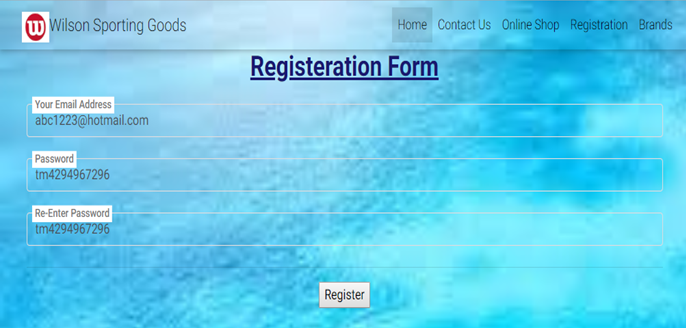 W Wilson Sporting Goods Home Contact Us Online Shop Registration Brands
Registeration Form
Your Email Address
abc1223@hotmail.com
Password
tm4294967296
Re-Enter Password
tm4294967296
Register